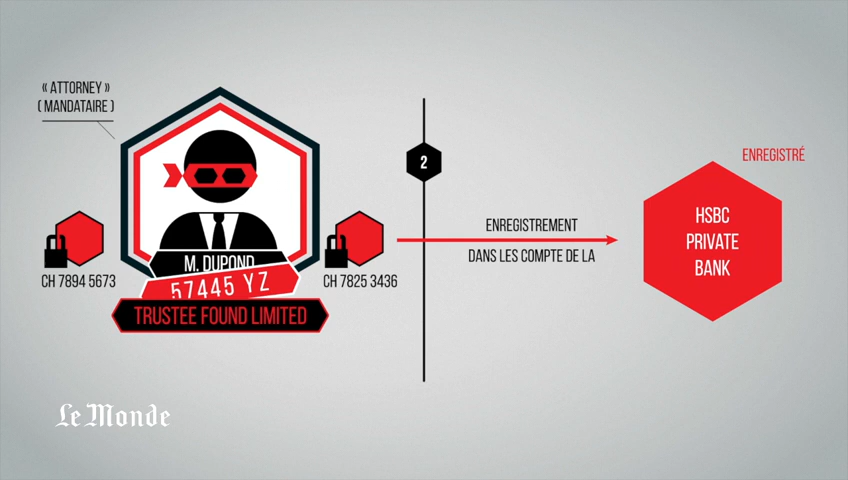 « ATTORNEY »
( MANDATAIRE )
M. DUPOND
57445 YZ
TRUSTEE FOUND LIMITED
CH 7894 5673
CH 7825 3436
2
ENREGISTREMENT
DANS LES COMPTE DE LA
ENREGISTRÉ
HSBC
PRIVATE
BANK
Le Monde